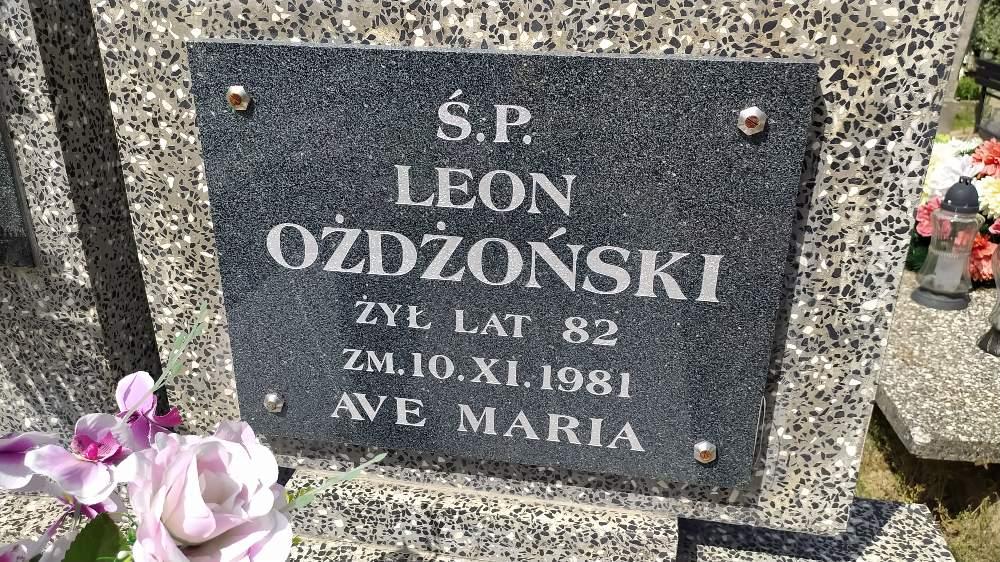 Ś.P.
LEON
OŻDŻOŃSKI
ŻYŁ LAT 82
ZM. 10.XI.1981
AVE MARIA